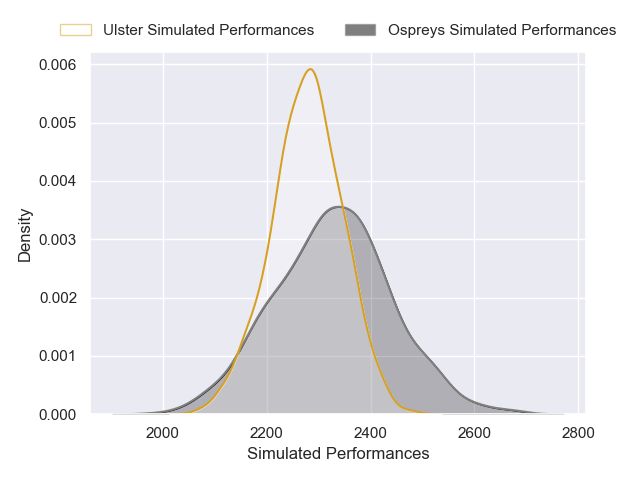 Ulster Simulated Performances Ospreys Simulated Performances
0.006
0.005
0.004
0.003
0.002
0.001
0.000
Density
2000 2200 2400 2600 2800
Simulated Performances